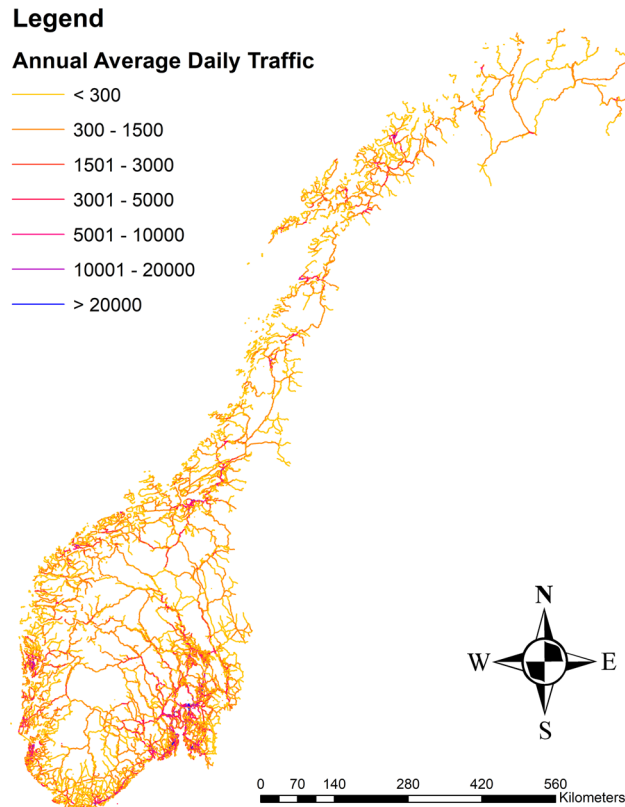 Legend
Annual Average Daily Traffic
< 300
300 - 1500
1501 - 3000
3001 - 5000
5001 - 10000
10001 - 20000
> 20000
N
W E
S
0 70 140 280 420 560
Kilometers